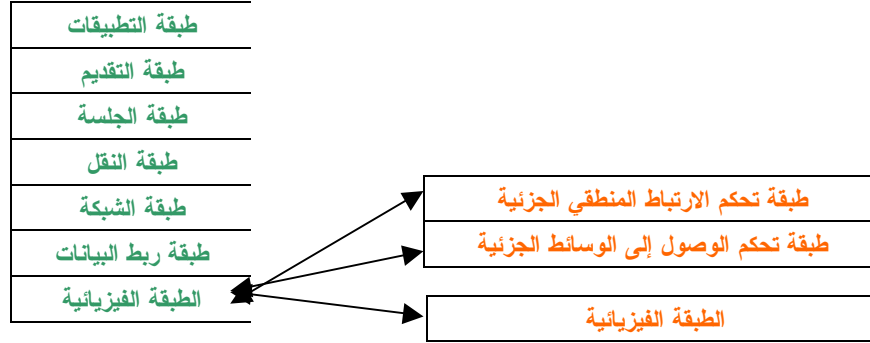 طبقة التطبيقات
طبقة التقديم
طبقة الجلسة
طبقة النقل
طبقة الشبكة
طبقة ربط البيانات
الطبقة الفيزيائية
طبقة تحكم الارتباط المنطقي الجزئية
طبقة تحكم الوصول إلى الوسائط الجزئية
الطبقة الفيزيائية